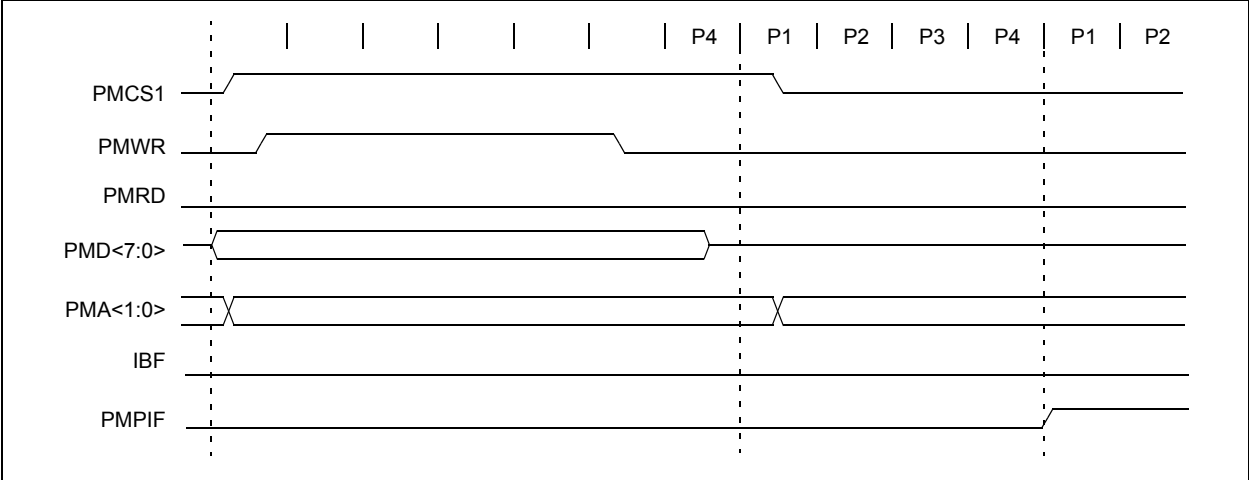 P4 P1 P2 P3 P4 P1 P2
PMCS1
PMWR
PMRD
PMD<7:0>
PMA<1:0>
IBF
PMPIF